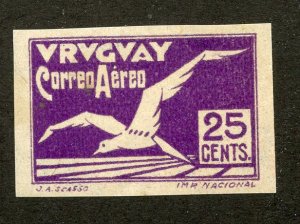 VRVGVAY
Correo Aéreo
25
CENTS.
J.A. SCASSO
IMP. NACIONAL